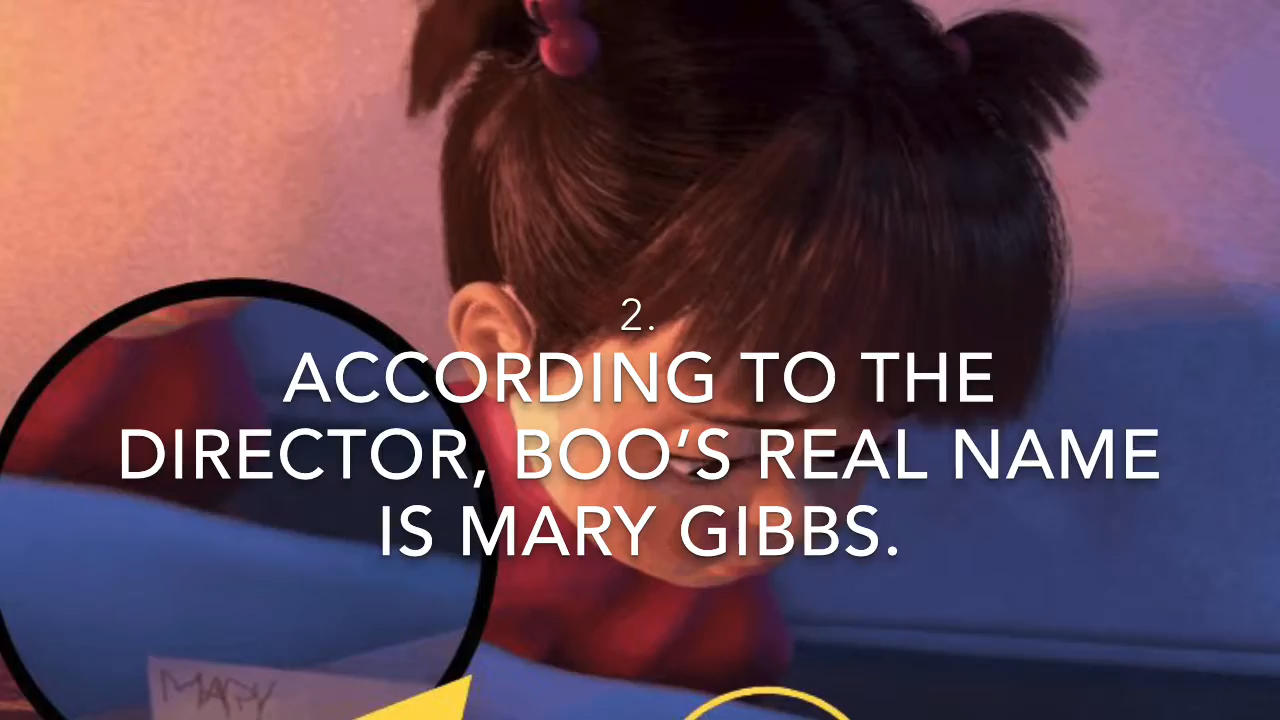 2.
ACCORDING TO THE
DIRECTOR, BOO’S REAL NAME
IS MARY GIBBS.
MARY